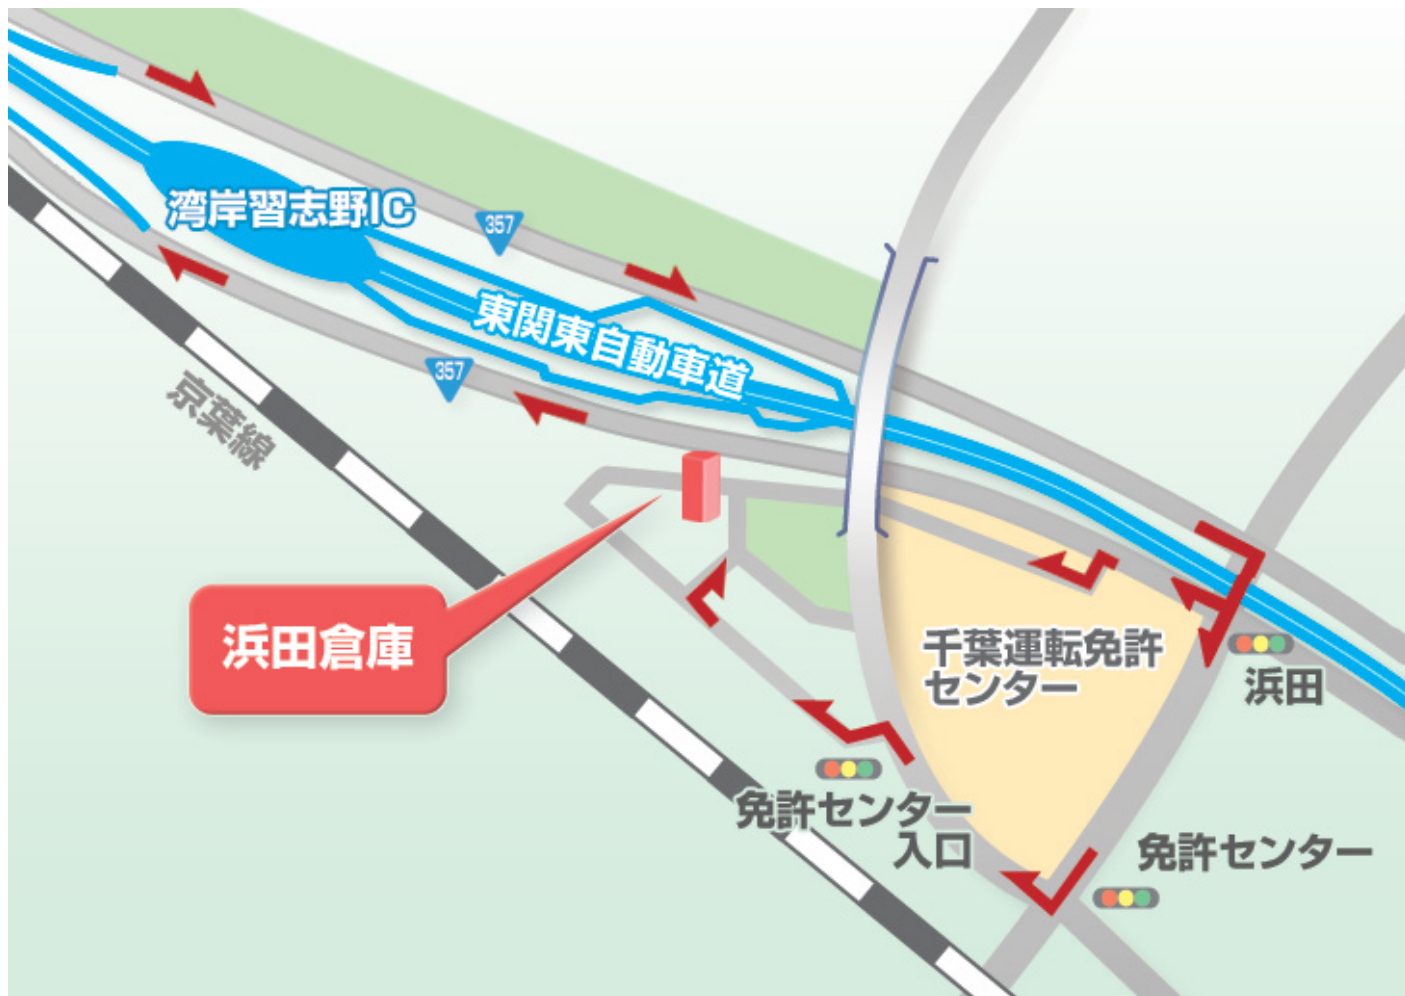 湾岸習志野IC
357
東関東自動車道
357
京葉線
浜田倉庫
千葉運転免許
センター
浜田
免許センター
入口
免許センター